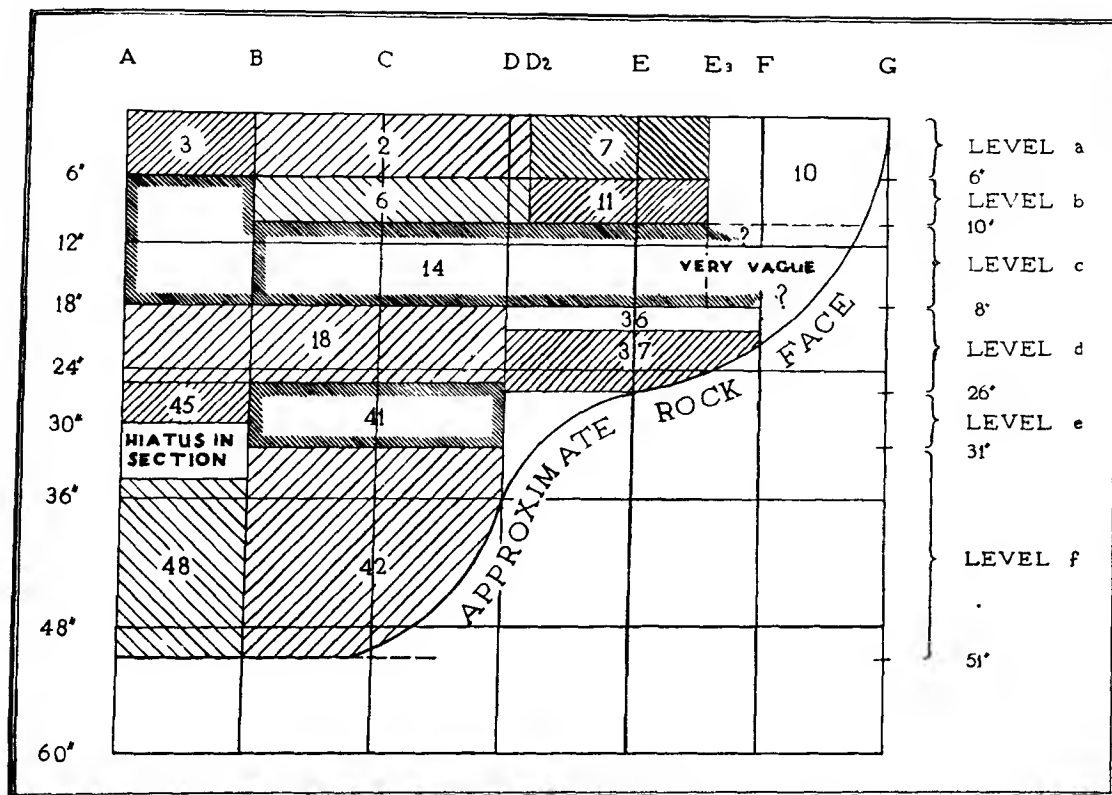 A B C D D2 E E3 F G
3 2 7 10 LEVEL a
6" 6"
6 11 LEVEL b
10"
12" ?
14 VERY VAGUE LEVEL c
?
18" 8"
36
18 37 LEVEL d
24"
26"
45 41
30" LEVEL e
HIATUS IN
SECTION
31"
36"
APPROXIMATE ROCK FACE
48 42 LEVEL f
48"
51"
60"